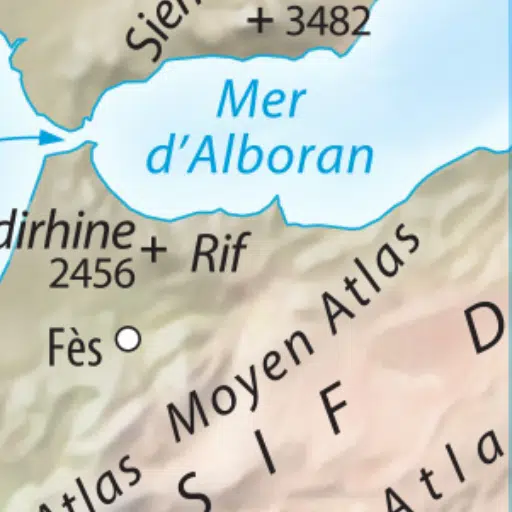 Sier
+ 3482
Mer
d'Alboran
dirhine
2456
+ Rif
Fès
Moyen Atlas
D
S I F
Atlas
Atla